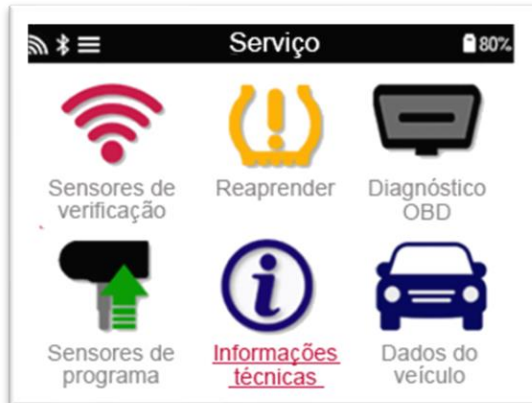 Serviço
80%
Sensores de
verificação
Reaprender
Diagnóstico
OBD
Sensores de
programa
Informações
técnicas
Dados do
veículo